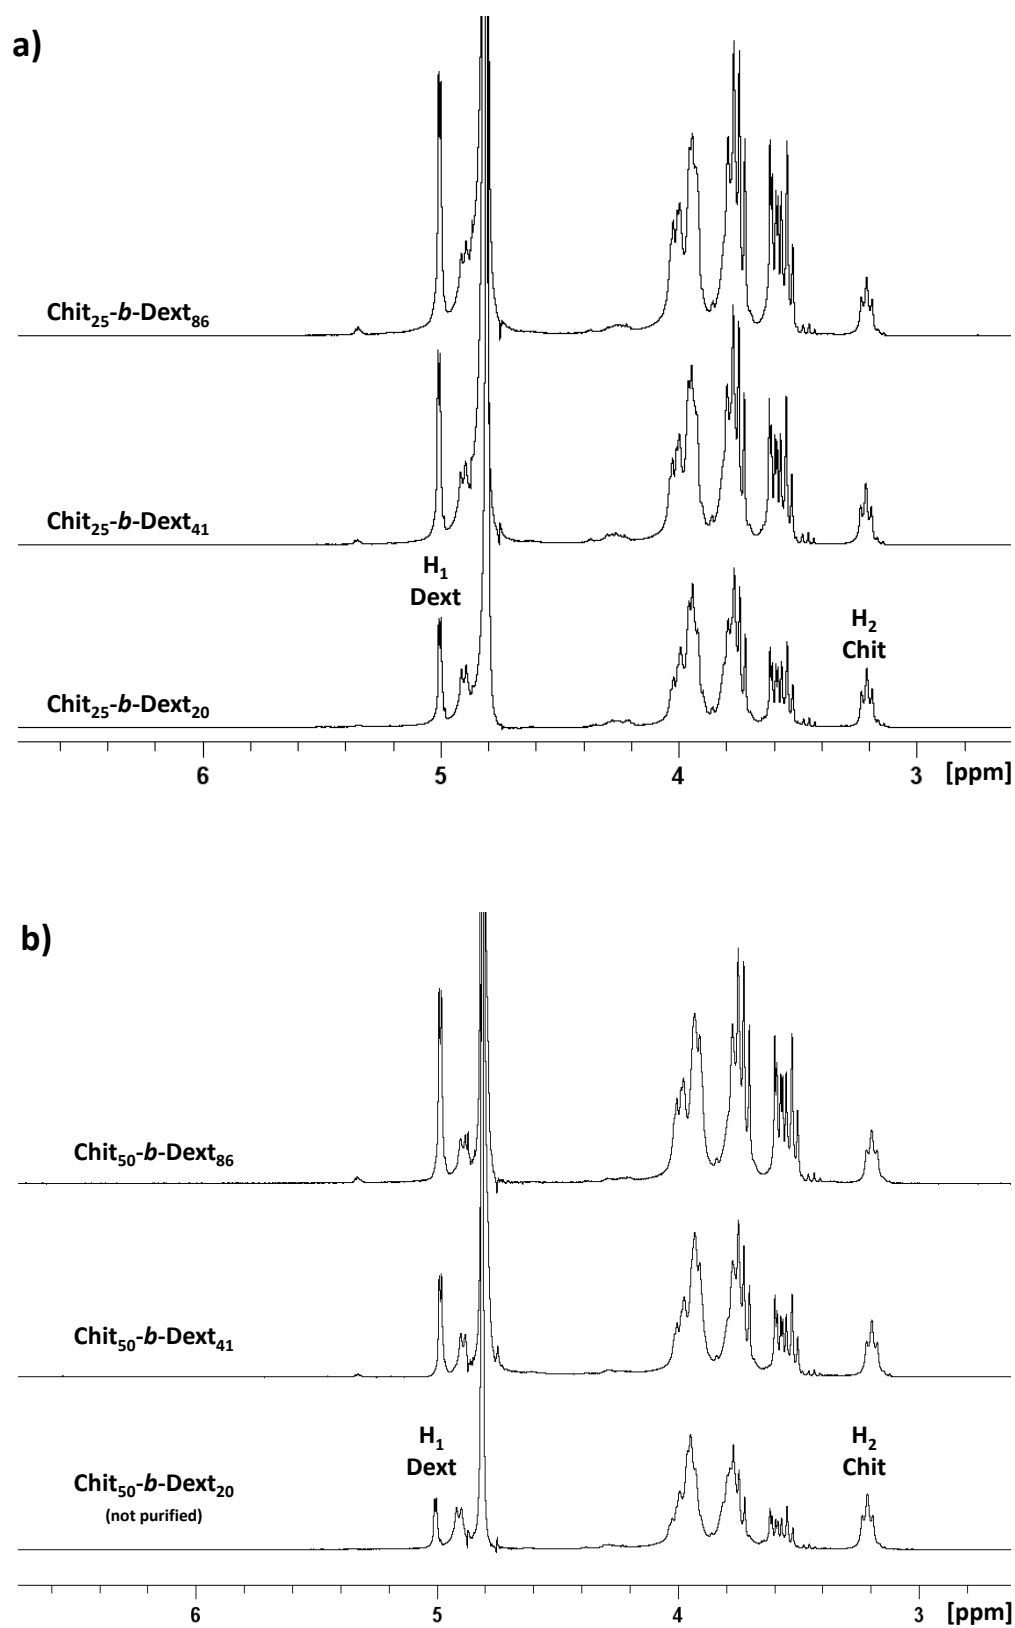 a)
Chit25-b-Dext86
Chit25-b-Dext41
H1
Dext
H2
Chit
Chit25-b-Dext20
6 5 4 3 [ppm]
b)
Chit50-b-Dext86
Chit50-b-Dext41
H1
Dext
H2
Chit
Chit50-b-Dext20
(not purified)
6 5 4 3 [ppm]